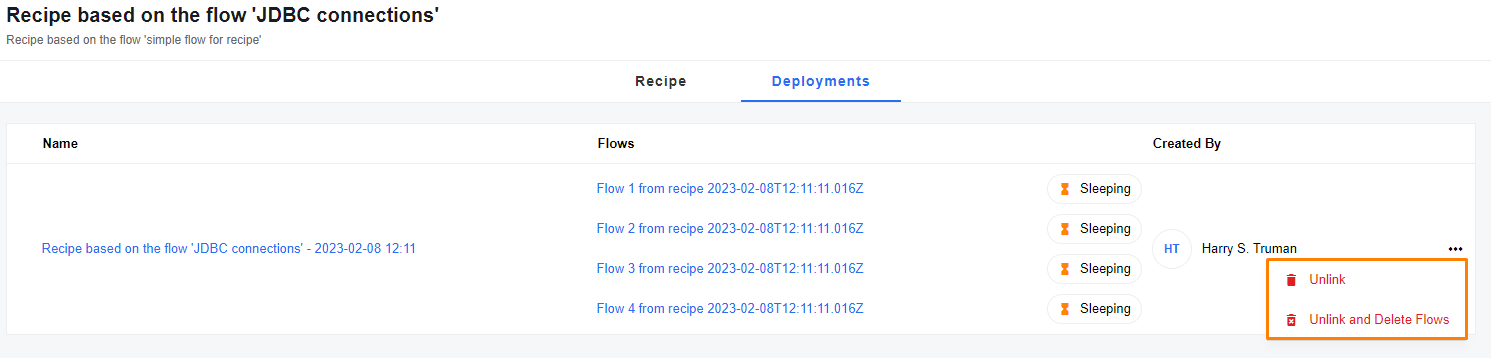 Recipe based on the flow 'JDBC connections'
Recipe based on the flow 'simple flow for recipe'
Recipe Deployments
Name Flows Created By
Flow 1 from recipe 2023-02-08T12:11:11.016Z Sleeping
Flow 2 from recipe 2023-02-08T12:11:11.016Z Sleeping
Recipe based on the flow 'JDBC connections' - 2023-02-08 12:11 HT Harry S. Truman
Flow 3 from recipe 2023-02-08T12:11:11.016Z Sleeping
Unlink
Flow 4 from recipe 2023-02-08T12:11:11.016Z Sleeping
Unlink and Delete Flows